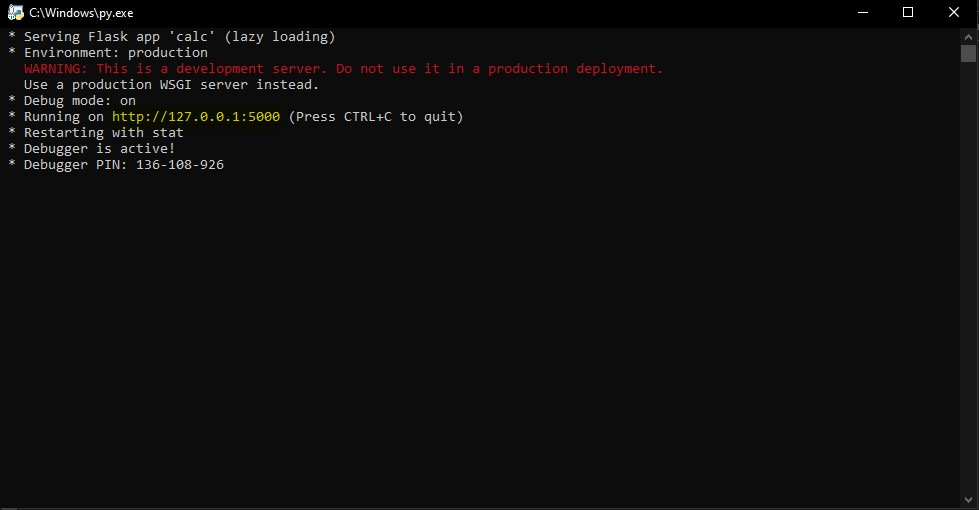 C:\Windows\py.exe
* Serving Flask app 'calc' (lazy loading)
* Environment: production
WARNING: This is a development server. Do not use it in a production deployment.
Use a production WSGI server instead.
* Debug mode: on
* Running on http://127.0.0.1:5000 (Press CTRL+C to quit)
* Restarting with stat
* Debugger is active!
* Debugger PIN: 136-108-926